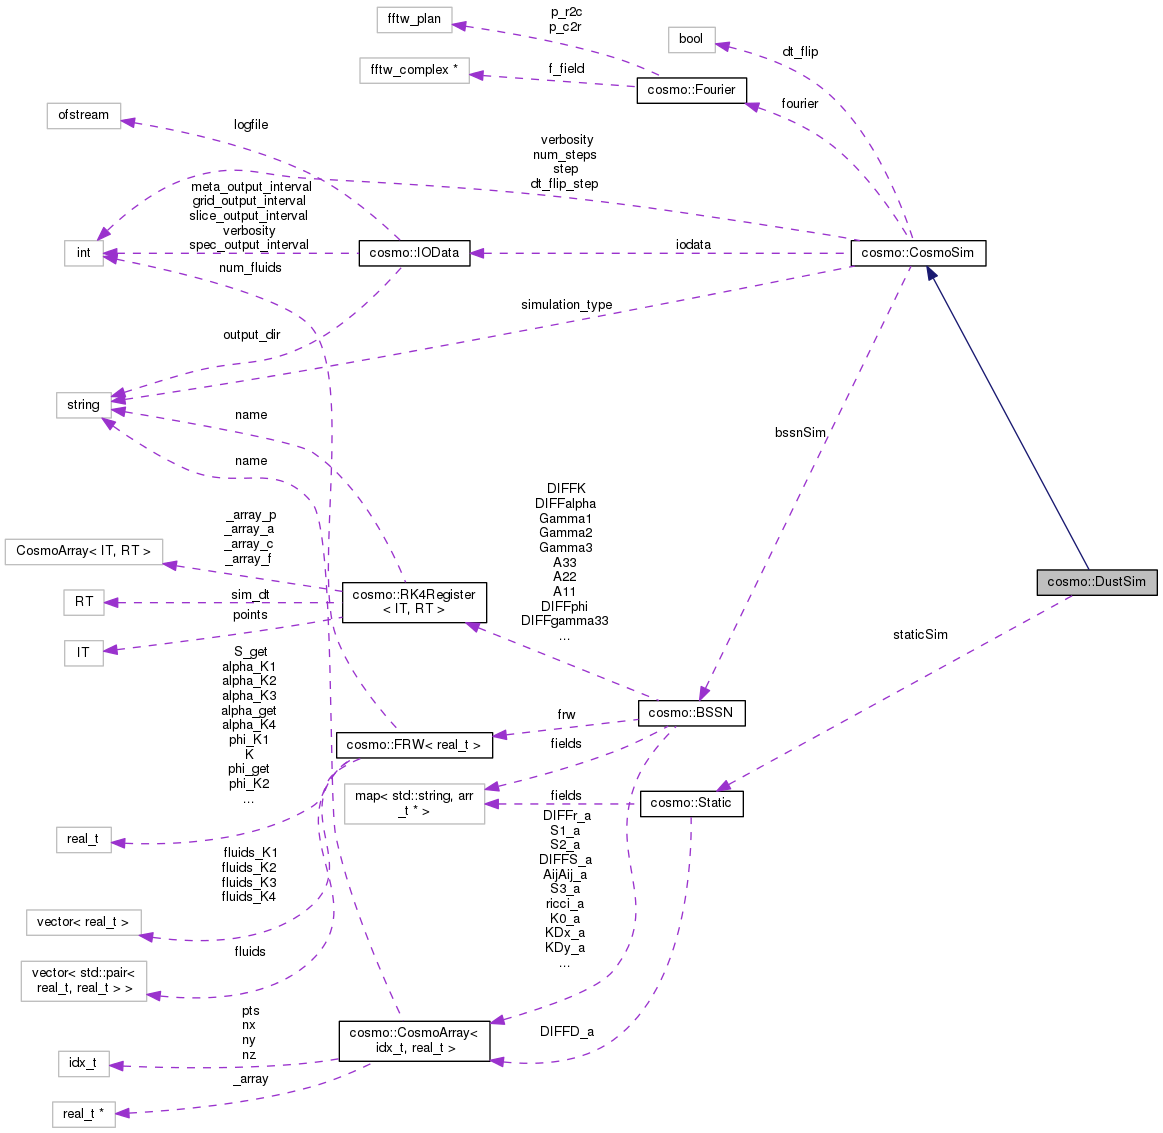 fftw_plan
p_r2c
p_c2r
bool
dt_flip
fftw_complex *
f_field
cosmo::Fourier
fourier
ofstream
logfile
verbosity
num_steps
step
dt_flip_step
meta_output_interval
grid_output_interval
slice_output_interval
verbosity
spec_output_interval
int
cosmo::IOData
iodata
cosmo::CosmoSim
num_fluids
simulation_type
output_dir
string
name
bssnSim
name
DIFFK
DIFFalpha
Gamma1
Gamma2
Gamma3
A33
A22
A11
DIFFphi
DIFFgamma33
...
_array_p
_array_a
_array_c
_array_f
CosmoArray< IT, RT >
cosmo::DustSim
RT
sim_dt
cosmo::RK4Register
< IT, RT >
points
IT
staticSim
S_get
alpha_K1
alpha_K2
alpha_K3
alpha_get
alpha_K4
phi_K1
K
phi_get
phi_K2
...
frw
cosmo::BSSN
cosmo::FRW< real_t >
fields
map< std::string, arr
_t * >
fields
cosmo::Static
real_t
DIFFr_a
S1_a
S2_a
DIFFS_a
AijAij_a
S3_a
ricci_a
K0_a
KDx_a
KDy_a
...
fluids_K1
fluids_K2
fluids_K3
fluids_K4
vector< real_t >
fluids
vector< std::pair<
real_t, real_t > >
pts
nx
ny
nz
cosmo::CosmoArray<
idx_t, real_t >
DIFFD_a
idx_t
_array
real_t *